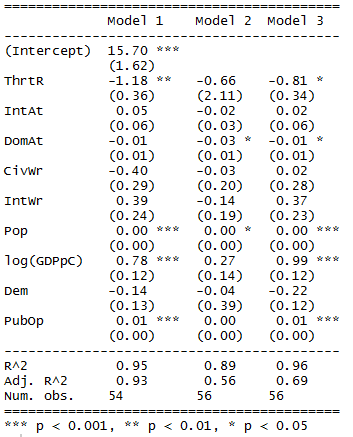 =================================================
Model 1 Model 2 Model 3
-------------------------------------------------
(Intercept) 15.70 ***
(1.62)
ThrtR -1.18 ** -0.66 -0.81 *
(0.36) (2.11) (0.34)
IntAt 0.05 -0.02 0.02
(0.06) (0.03) (0.06)
DomAt -0.01 -0.03 * -0.01 *
(0.01) (0.01) (0.01)
CivWr -0.40 -0.03 0.02
(0.29) (0.20) (0.28)
IntWr 0.39 -0.14 0.37
(0.24) (0.19) (0.23)
Pop 0.00 *** 0.00 * 0.00 ***
(0.00) (0.00) (0.00)
log(GDPpC) 0.78 *** 0.27 0.99 ***
(0.12) (0.14) (0.12)
Dem -0.14 -0.04 -0.22
(0.13) (0.39) (0.12)
PubOp 0.01 *** 0.00 0.01 ***
(0.00) (0.00) (0.00)
-------------------------------------------------
R^2 0.95 0.89 0.96
Adj. R^2 0.93 0.56 0.69
Num. obs. 54 56 56
=================================================
*** p < 0.001, ** p < 0.01, * p < 0.05